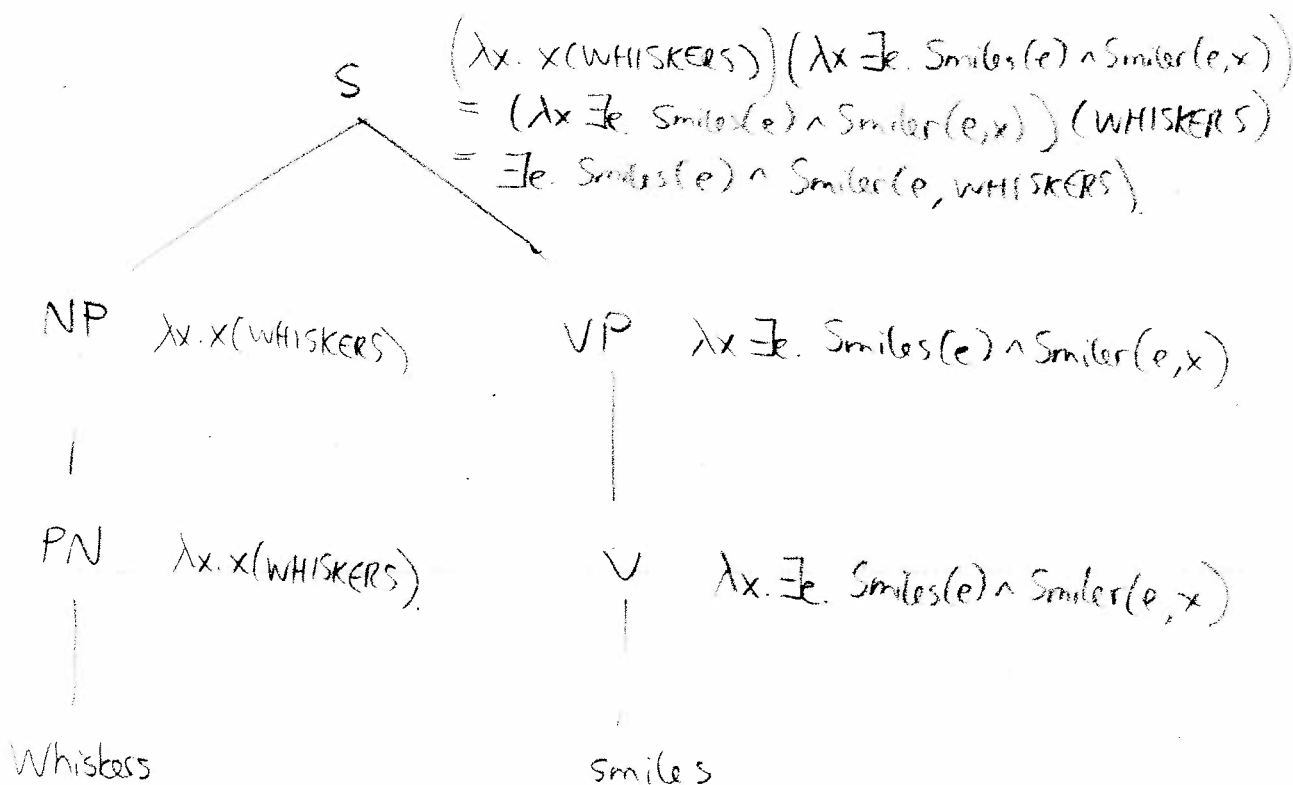 S (λx. x(WHISKERS))(λx ∃e. Smiles(e) ∧ Smiler(e,x))
= (λx ∃e. Smiles(e) ∧ Smiler(e,x)) (WHISKERS)
= ∃e. Smiles(e) ∧ Smiler(e, WHISKERS)
NP λx.x(WHISKERS) VP λx ∃e. Smiles(e) ∧ Smiler(e,x)
PN λx.x(WHISKERS) V λx. ∃e. Smiles(e) ∧ Smiler(e,x)
Whiskers smiles